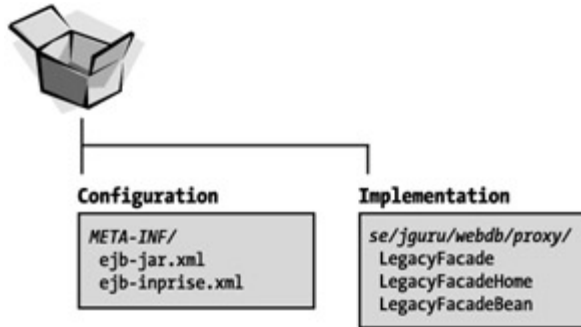 Configuration
META-INF/
ejb-jar.xml
ejb-inprise.xml
Implementation
se/jguru/webdb/proxy/
LegacyFacade
LegacyFacadeHome
LegacyFacadeBean